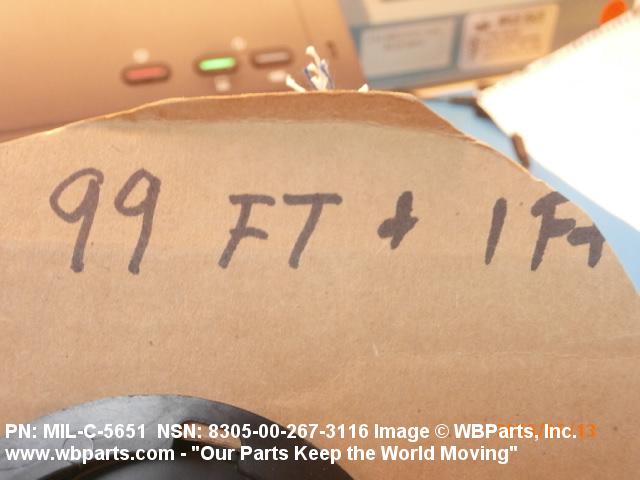 99 FT + 1 Ft
PN: MIL-C-5651 NSN: 8305-00-267-3116 Image © WBParts, Inc.
www.wbparts.com - "Our Parts Keep the World Moving"